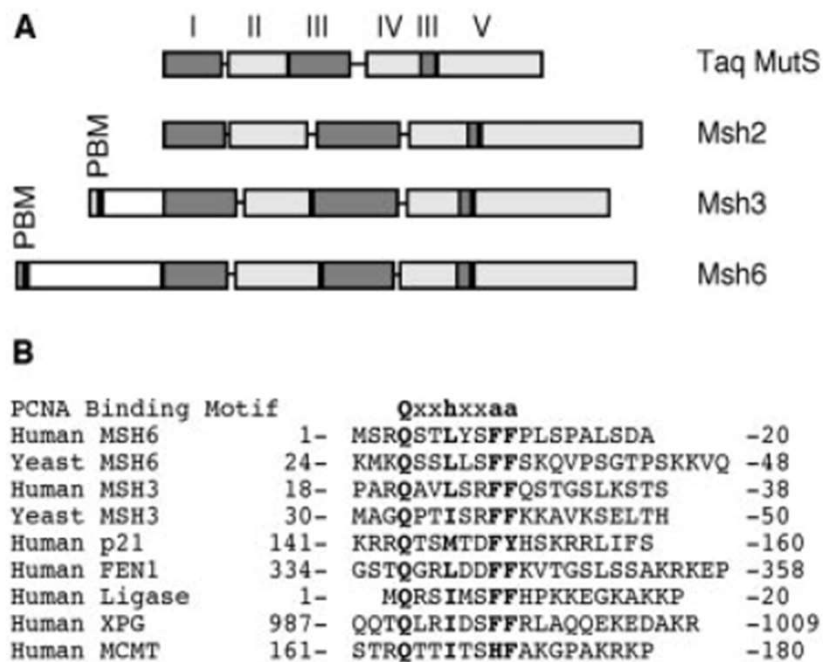 A
I II III IV III V
Taq MutS
PBM
Msh2
PBM
Msh3
Msh6
B
PCNA Binding Motif Qxxhxxaa
Human MSH6 1- MSRQSTLYSFFPLSPALSDA -20
Yeast MSH6 24- KMKQSSLLSFFSKQVPSGTPSKKVQ -48
Human MSH3 18- PARQAVLSRFFQSTGSLKSTS -38
Yeast MSH3 30- MAGQPTISRFFKKAVKSELTH -50
Human p21 141- KRRQTSMTDFYHSKRRLIFS -160
Human FEN1 334- GSTQGRLDDFFKVTGSLSSAKRKEP -358
Human Ligase 1- MQRSIMSFFHPKKEGKAKKP -20
Human XPG 987- QQTQLRIDSFFRLAQQEKEDAKR -1009
Human MCMT 161- STRQTTITSHFAKGPAKRKP -180